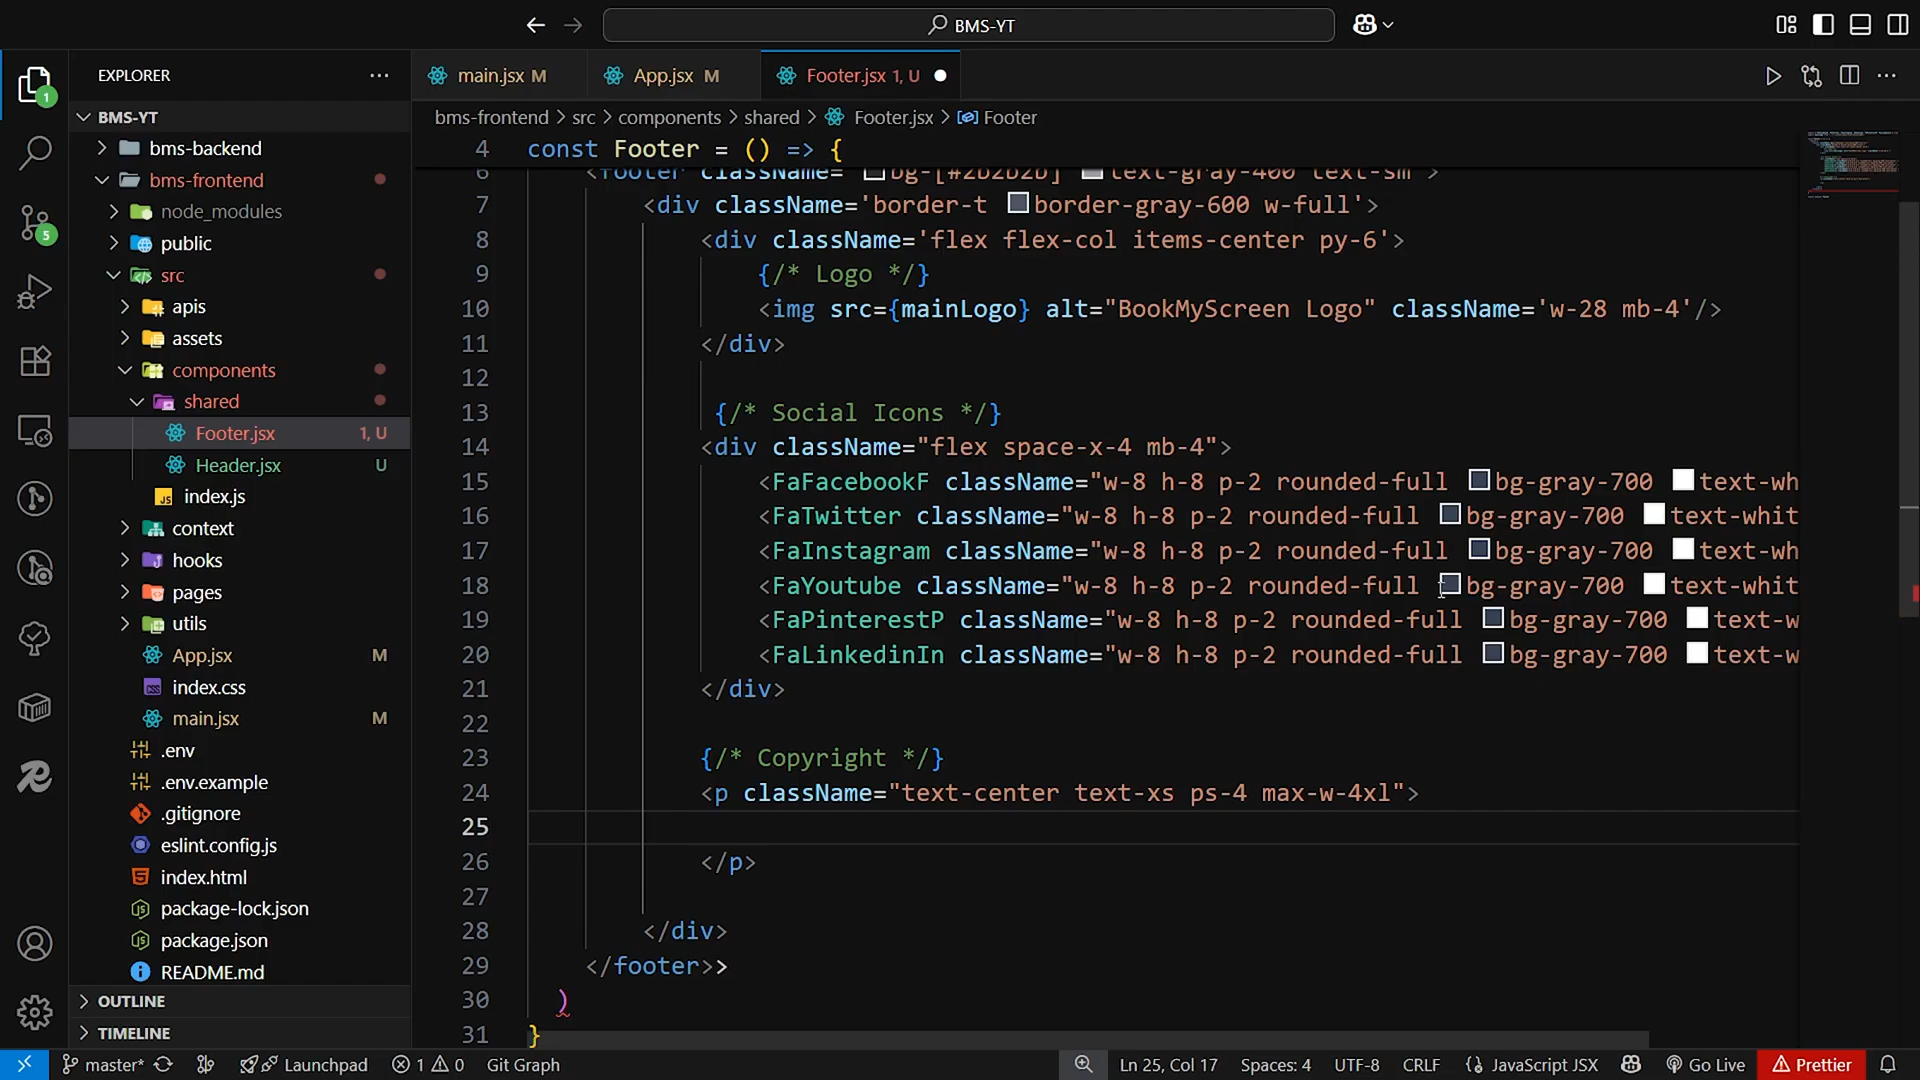 BMS-YT
EXPLORER
main.jsx M
App.jsx M
Footer.jsx 1, U
BMS-YT
bms-frontend > src > components > shared > Footer.jsx > Footer
bms-backend
bms-frontend
node_modules
public
src
apis
assets
components
shared
Footer.jsx 1, U
Header.jsx U
index.js
context
hooks
pages
utils
App.jsx M
index.css
main.jsx M
.env
.env.example
.gitignore
eslint.config.js
index.html
package-lock.json
package.json
README.md
OUTLINE
TIMELINE
1
5
4 const Footer = () => {
6 <footer className='bg-[#2b2b2b] text-gray-400 text-sm'>
7 <div className='border-t border-gray-600 w-full'>
8 <div className='flex flex-col items-center py-6'>
9 {/* Logo */}
10 <img src={mainLogo} alt="BookMyScreen Logo" className='w-28 mb-4'/>
11 </div>
12
13 {/* Social Icons */}
14 <div className="flex space-x-4 mb-4">
15 <FaFacebookF className="w-8 h-8 p-2 rounded-full bg-gray-700 text-wh
16 <FaTwitter className="w-8 h-8 p-2 rounded-full bg-gray-700 text-whit
17 <FaInstagram className="w-8 h-8 p-2 rounded-full bg-gray-700 text-wh
18 <FaYoutube className="w-8 h-8 p-2 rounded-full bg-gray-700 text-whit
19 <FaPinterestP className="w-8 h-8 p-2 rounded-full bg-gray-700 text-w
20 <FaLinkedinIn className="w-8 h-8 p-2 rounded-full bg-gray-700 text-w
21 </div>
22
23 {/* Copyright */}
24 <p className="text-center text-xs ps-4 max-w-4xl">
25
26 </p>
27
28 </div>
29 </footer>>
30 )
31 }
master* Launchpad 1 0 Git Graph Ln 25, Col 17 Spaces: 4 UTF-8 CRLF JavaScript JSX Go Live Prettier